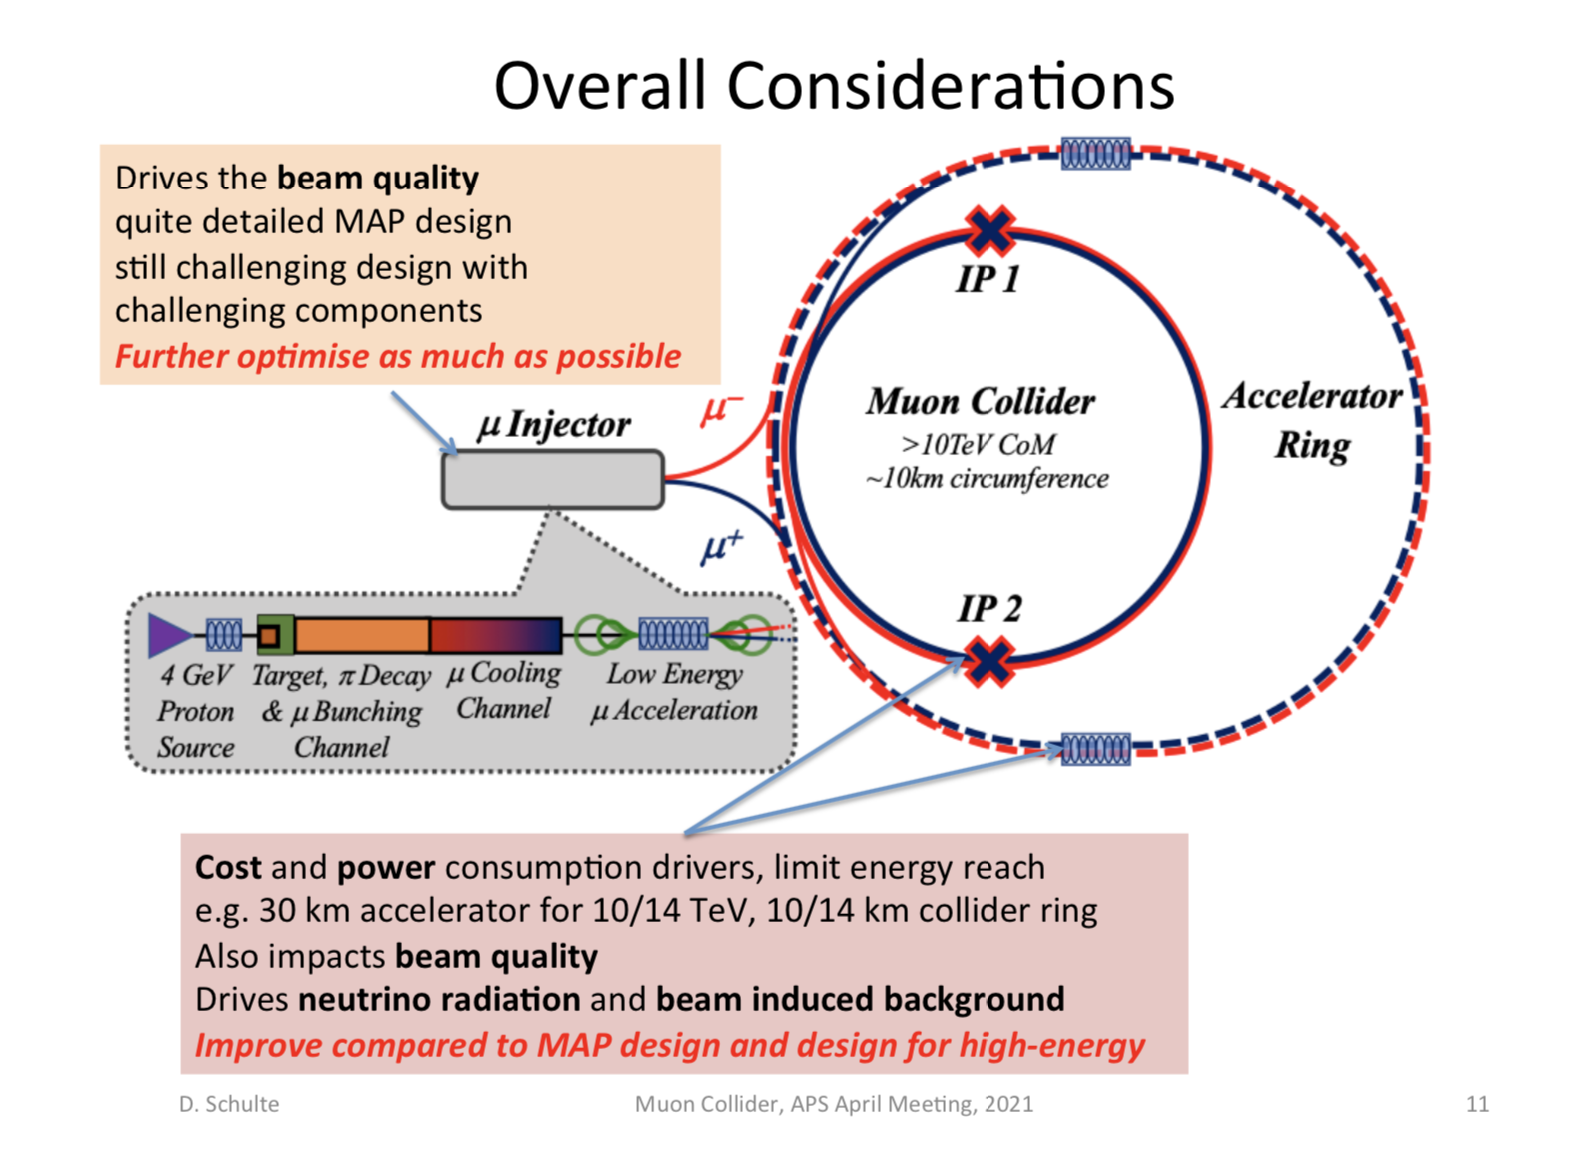 Overall Considerations
Drives the beam quality
quite detailed MAP design
still challenging design with
challenging components
Further optimise as much as possible
μ Injector
μ−
μ+
IP 1
Muon Collider
>10TeV CoM
~10km circumference
IP 2
Accelerator
Ring
4 GeV
Proton
Source
Target, π Decay
& μ Bunching
Channel
μ Cooling
Channel
Low Energy
μ Acceleration
Cost and power consumption drivers, limit energy reach
e.g. 30 km accelerator for 10/14 TeV, 10/14 km collider ring
Also impacts beam quality
Drives neutrino radiation and beam induced background
Improve compared to MAP design and design for high-energy
D. Schulte
Muon Collider, APS April Meeting, 2021
11